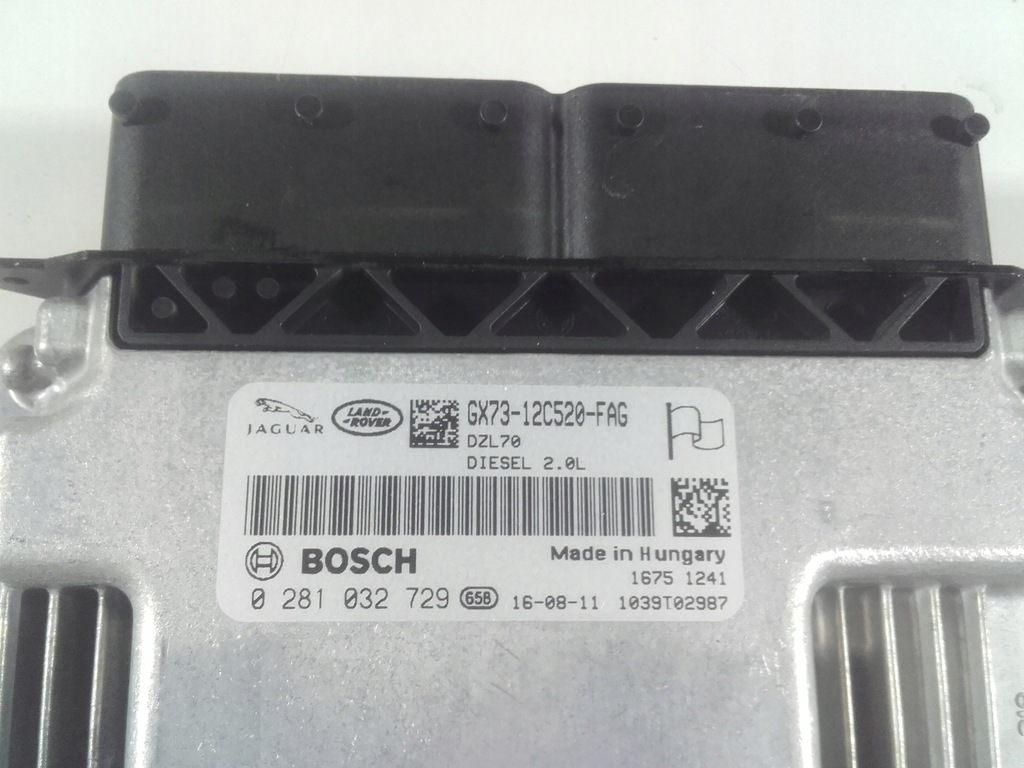 JAGUAR
LAND-
-ROVER
GX73-12C520-FAG
DZL70
DIESEL 2.0L
BOSCH
Made in Hungary
1675 1241
0 281 032 729 65B 16-08-11 1039T02987